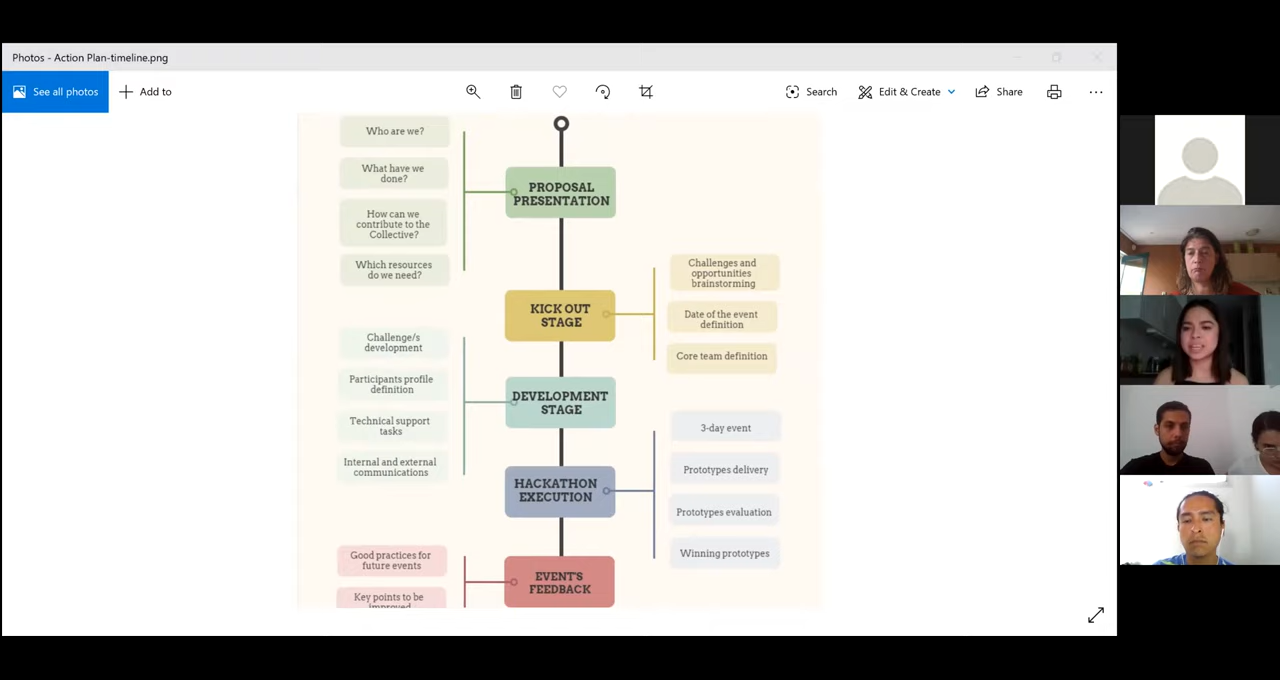 Photos - Action Plan-timeline.png
See all photos
Add to
Search
Edit & Create
Share
Who are we?
What have we
done?
How can we
contribute to the
Collective?
Which resources
do we need?
PROPOSAL
PRESENTATION
Challenges and
opportunities
brainstorming
Date of the event
definition
Core team definition
KICK OUT
STAGE
Challenge/s
development
Participants profile
definition
Technical support
tasks
Internal and external
communications
DEVELOPMENT
STAGE
3-day event
Prototypes delivery
Prototypes evaluation
Winning prototypes
HACKATHON
EXECUTION
Good practices for
future events
Key points to be
improved
EVENT'S
FEEDBACK